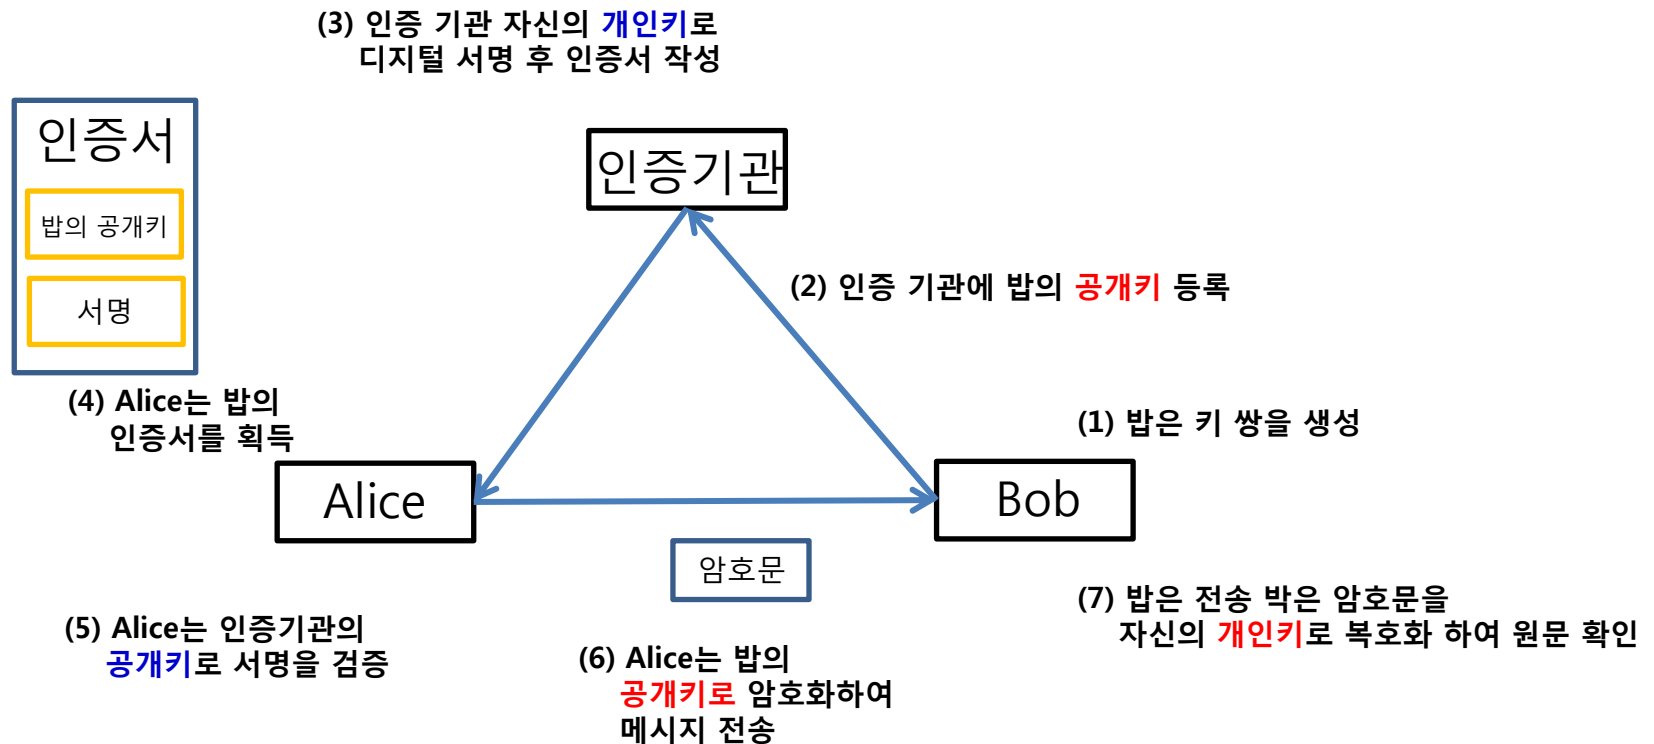 (3) 인증 기관 자신의 개인키로
디지털 서명 후 인증서 작성
인증서
밥의 공개키
서명
인증기관
(2) 인증 기관에 밥의 공개키 등록
(4) Alice는 밥의
인증서를 획득
(1) 밥은 키 쌍을 생성
Alice
Bob
암호문
(5) Alice는 인증기관의
공개키로 서명을 검증
(6) Alice는 밥의
공개키로 암호화하여
메시지 전송
(7) 밥은 전송 박은 암호문을
자신의 개인키로 복호화 하여 원문 확인